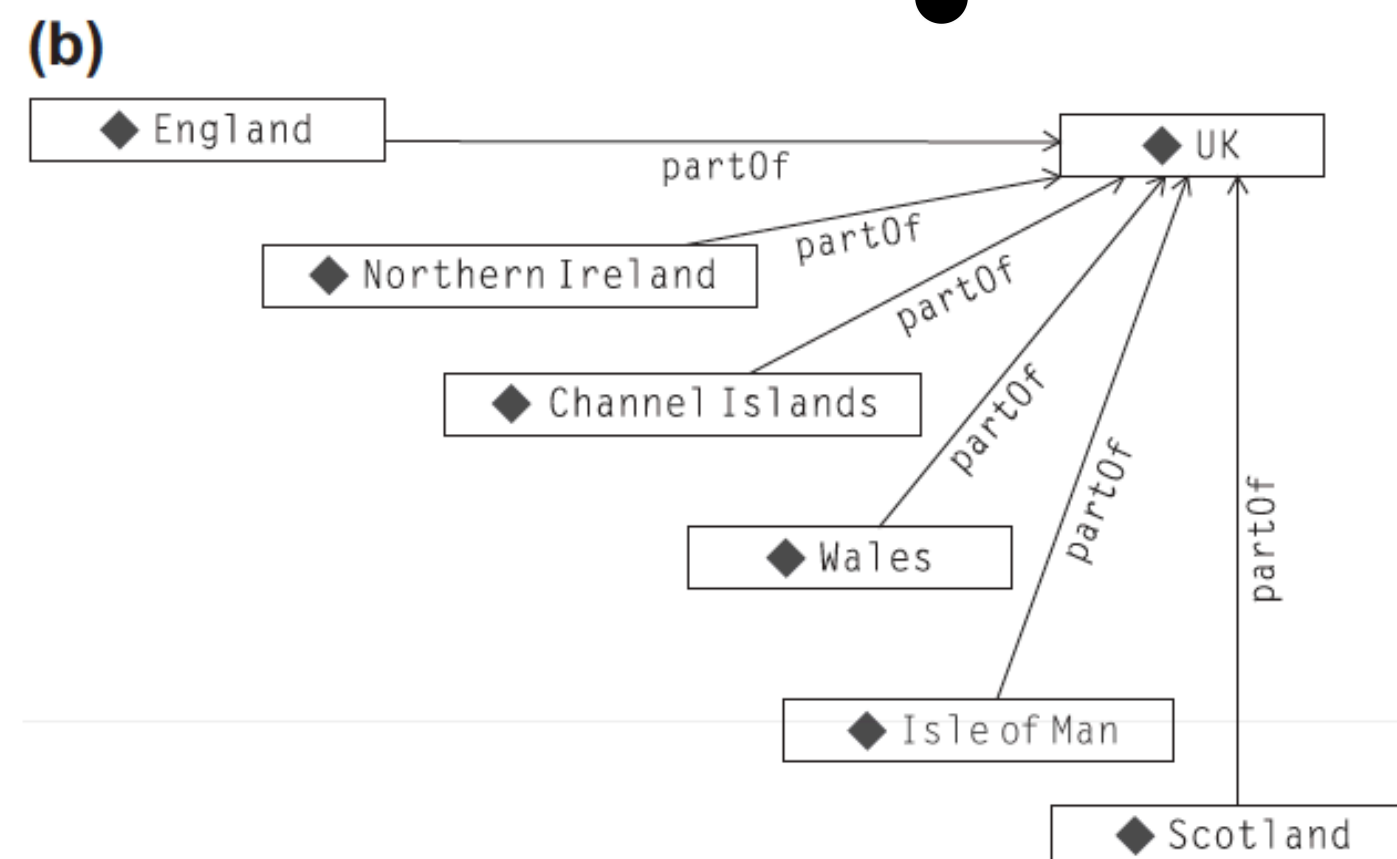 (b)
England
UK
partOf
partOf
Northern Ireland
partOf
Channel Islands
partOf
Wales
partOf
partOf
Isle of Man
Scotland